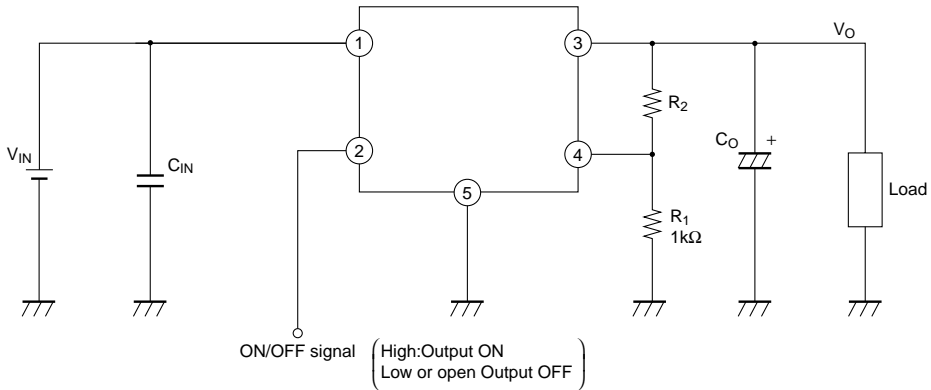 1
3
V_O
R_2
2
4
C_O +
V_IN
C_IN
5
R_1
1kΩ
Load
ON/OFF signal
High:Output ON
Low or open Output OFF